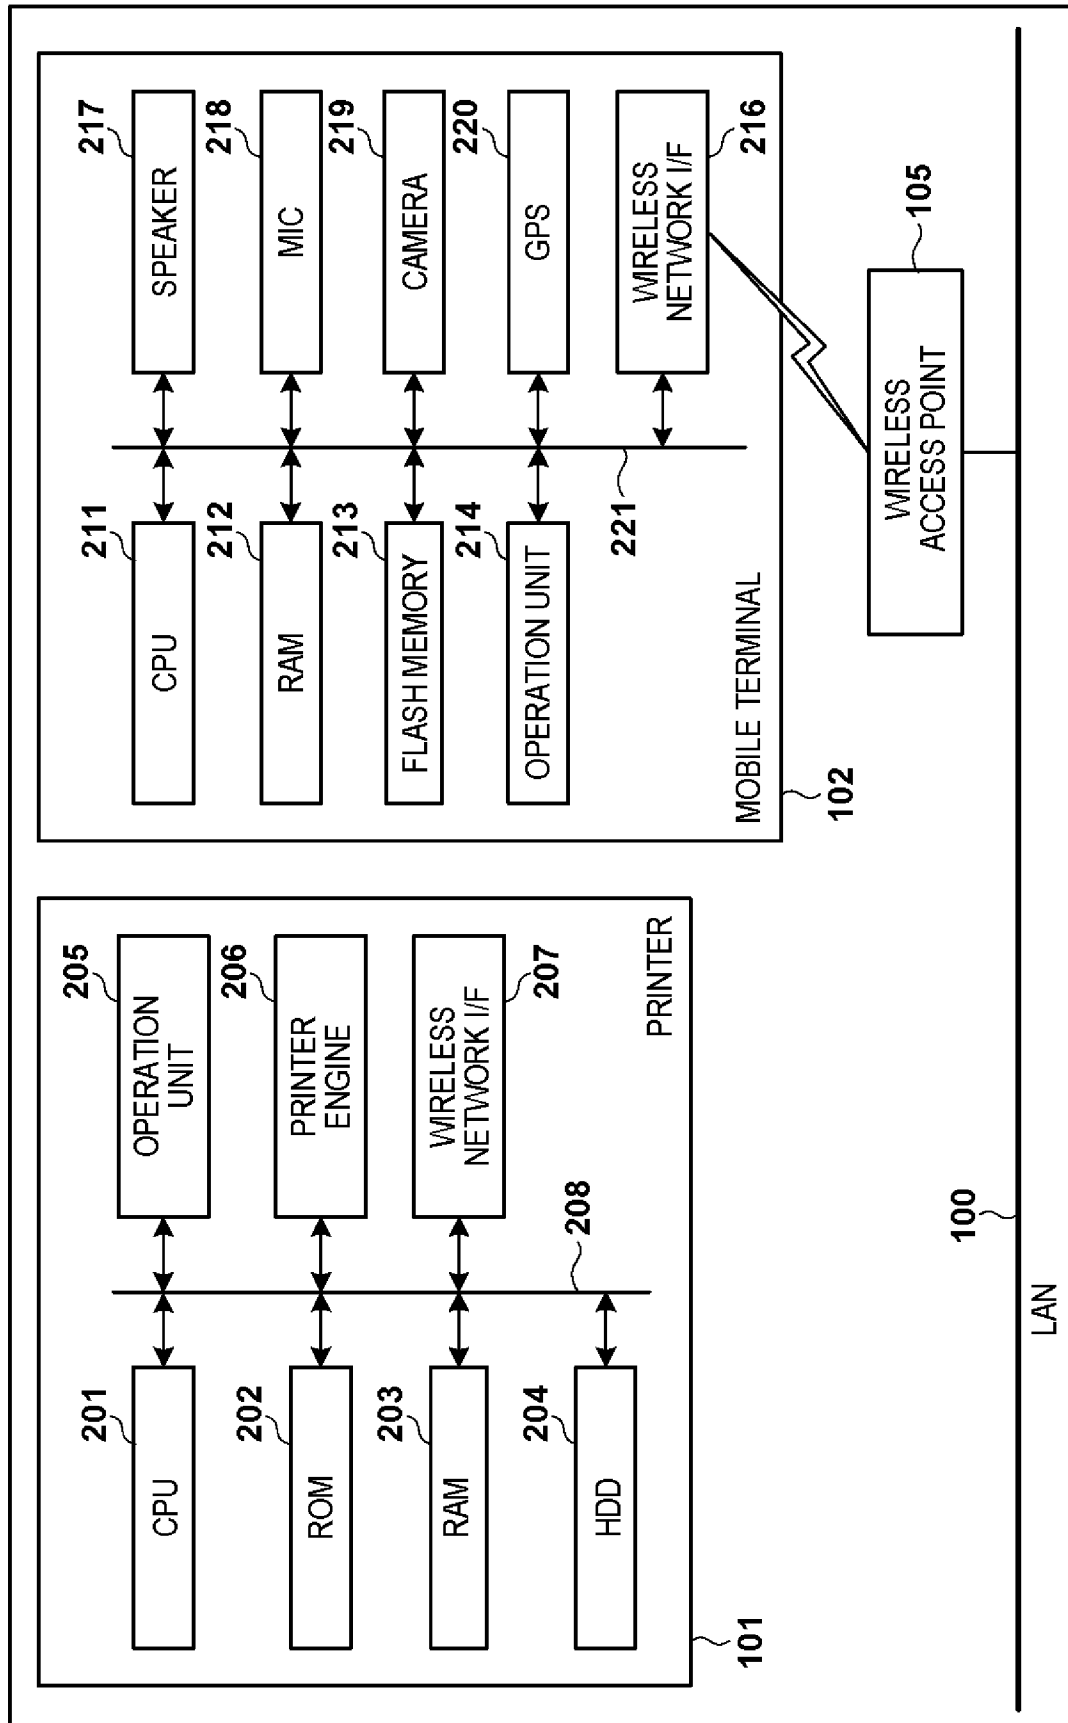 201
CPU
202
ROM
203
RAM
204
HDD
205
OPERATION
UNIT
206
PRINTER
ENGINE
207
WIRELESS
NETWORK I/F
208
PRINTER
101
211
CPU
212
RAM
213
FLASH MEMORY
214
OPERATION UNIT
217
SPEAKER
218
MIC
219
CAMERA
220
GPS
WIRELESS
NETWORK I/F
216
221
MOBILE TERMINAL
102
105
WIRELESS
ACCESS POINT
100
LAN